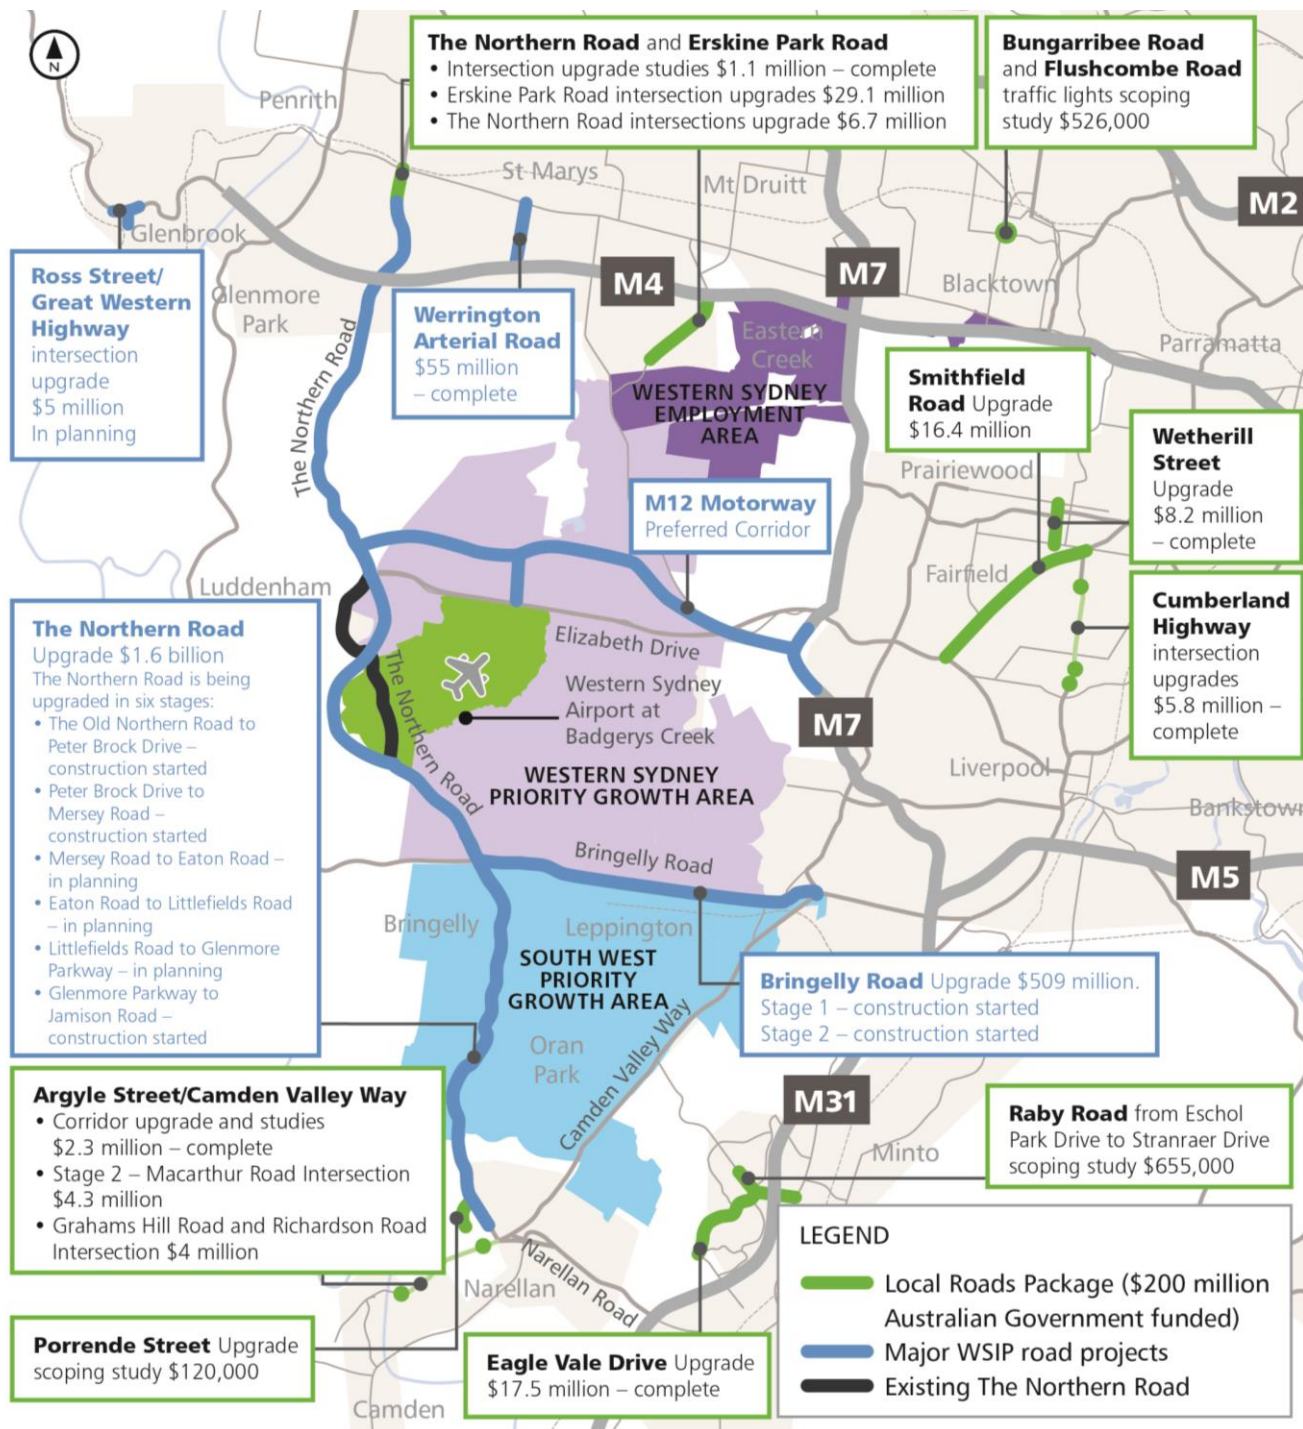 N
The Northern Road and Erskine Park Road
• Intersection upgrade studies $1.1 million – complete
• Erskine Park Road intersection upgrades $29.1 million
• The Northern Road intersections upgrade $6.7 million
Bungarribee Road
and Flushcombe Road
traffic lights scoping
study $526,000
Penrith
St Marys
Mt Druitt
M2
Glenbrook
Ross Street/
Great Western
Highway
intersection
upgrade
$5 million
In planning
Glenmore
Park
The Northern Road
Werrington
Arterial Road
$55 million
– complete
M4
M7
Blacktown
Eastern
Creek
Parramatta
WESTERN SYDNEY
EMPLOYMENT
AREA
Smithfield
Road Upgrade
$16.4 million
Wetherill
Street
Upgrade
$8.2 million
– complete
Prairiewood
M12 Motorway
Preferred Corridor
Fairfield
Luddenham
Cumberland
Highway
intersection
upgrades
$5.8 million –
complete
The Northern Road
Upgrade $1.6 billion
The Northern Road is being
upgraded in six stages:
• The Old Northern Road to
Peter Brock Drive –
construction started
• Peter Brock Drive to
Mersey Road –
construction started
• Mersey Road to Eaton Road –
in planning
• Eaton Road to Littlefields Road
– in planning
• Littlefields Road to Glenmore
Parkway – in planning
• Glenmore Parkway to
Jamison Road –
construction started
Elizabeth Drive
The Northern Road
Western Sydney
Airport at
Badgerys Creek
M7
WESTERN SYDNEY
PRIORITY GROWTH AREA
Liverpool
Bankstown
Bringelly Road
M5
Bringelly
Leppington
SOUTH WEST
PRIORITY
GROWTH AREA
Bringelly Road Upgrade $509 million.
Stage 1 – construction started
Stage 2 – construction started
Oran
Park
Camden Valley Way
Argyle Street/Camden Valley Way
• Corridor upgrade and studies
$2.3 million – complete
• Stage 2 – Macarthur Road Intersection
$4.3 million
• Grahams Hill Road and Richardson Road
Intersection $4 million
M31
Minto
Raby Road from Eschol
Park Drive to Stranraer Drive
scoping study $655,000
Narellan
Narellan Road
Porrende Street Upgrade
scoping study $120,000
Camden
Eagle Vale Drive Upgrade
$17.5 million – complete
LEGEND
Local Roads Package ($200 million
Australian Government funded)
Major WSIP road projects
Existing The Northern Road